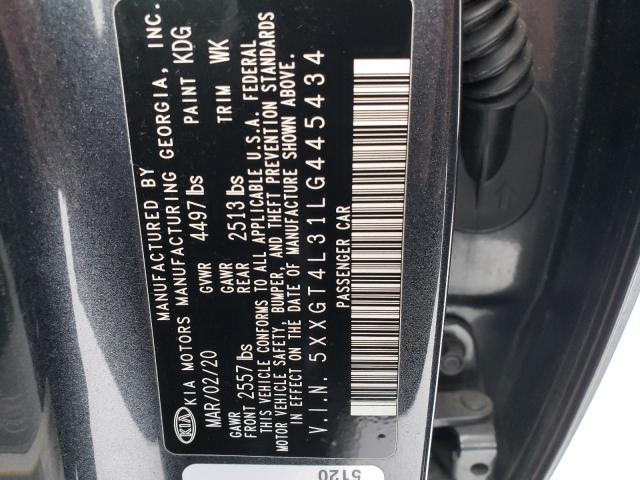 KIA
MANUFACTURED BY
KIA MOTORS MANUFACTURING GEORGIA, INC.
MAR/02/20 GVWR 4497 lbs PAINT KDG
GAWR FRONT 2557 lbs GAWR REAR 2513 lbs TRIM WK
THIS VEHICLE CONFORMS TO ALL APPLICABLE U.S.A. FEDERAL
MOTOR VEHICLE SAFETY, BUMPER, AND THEFT PREVENTION STANDARDS
IN EFFECT ON THE DATE OF MANUFACTURE SHOWN ABOVE.
V.I.N. 5XXGT4L31LG445434
PASSENGER CAR
5120